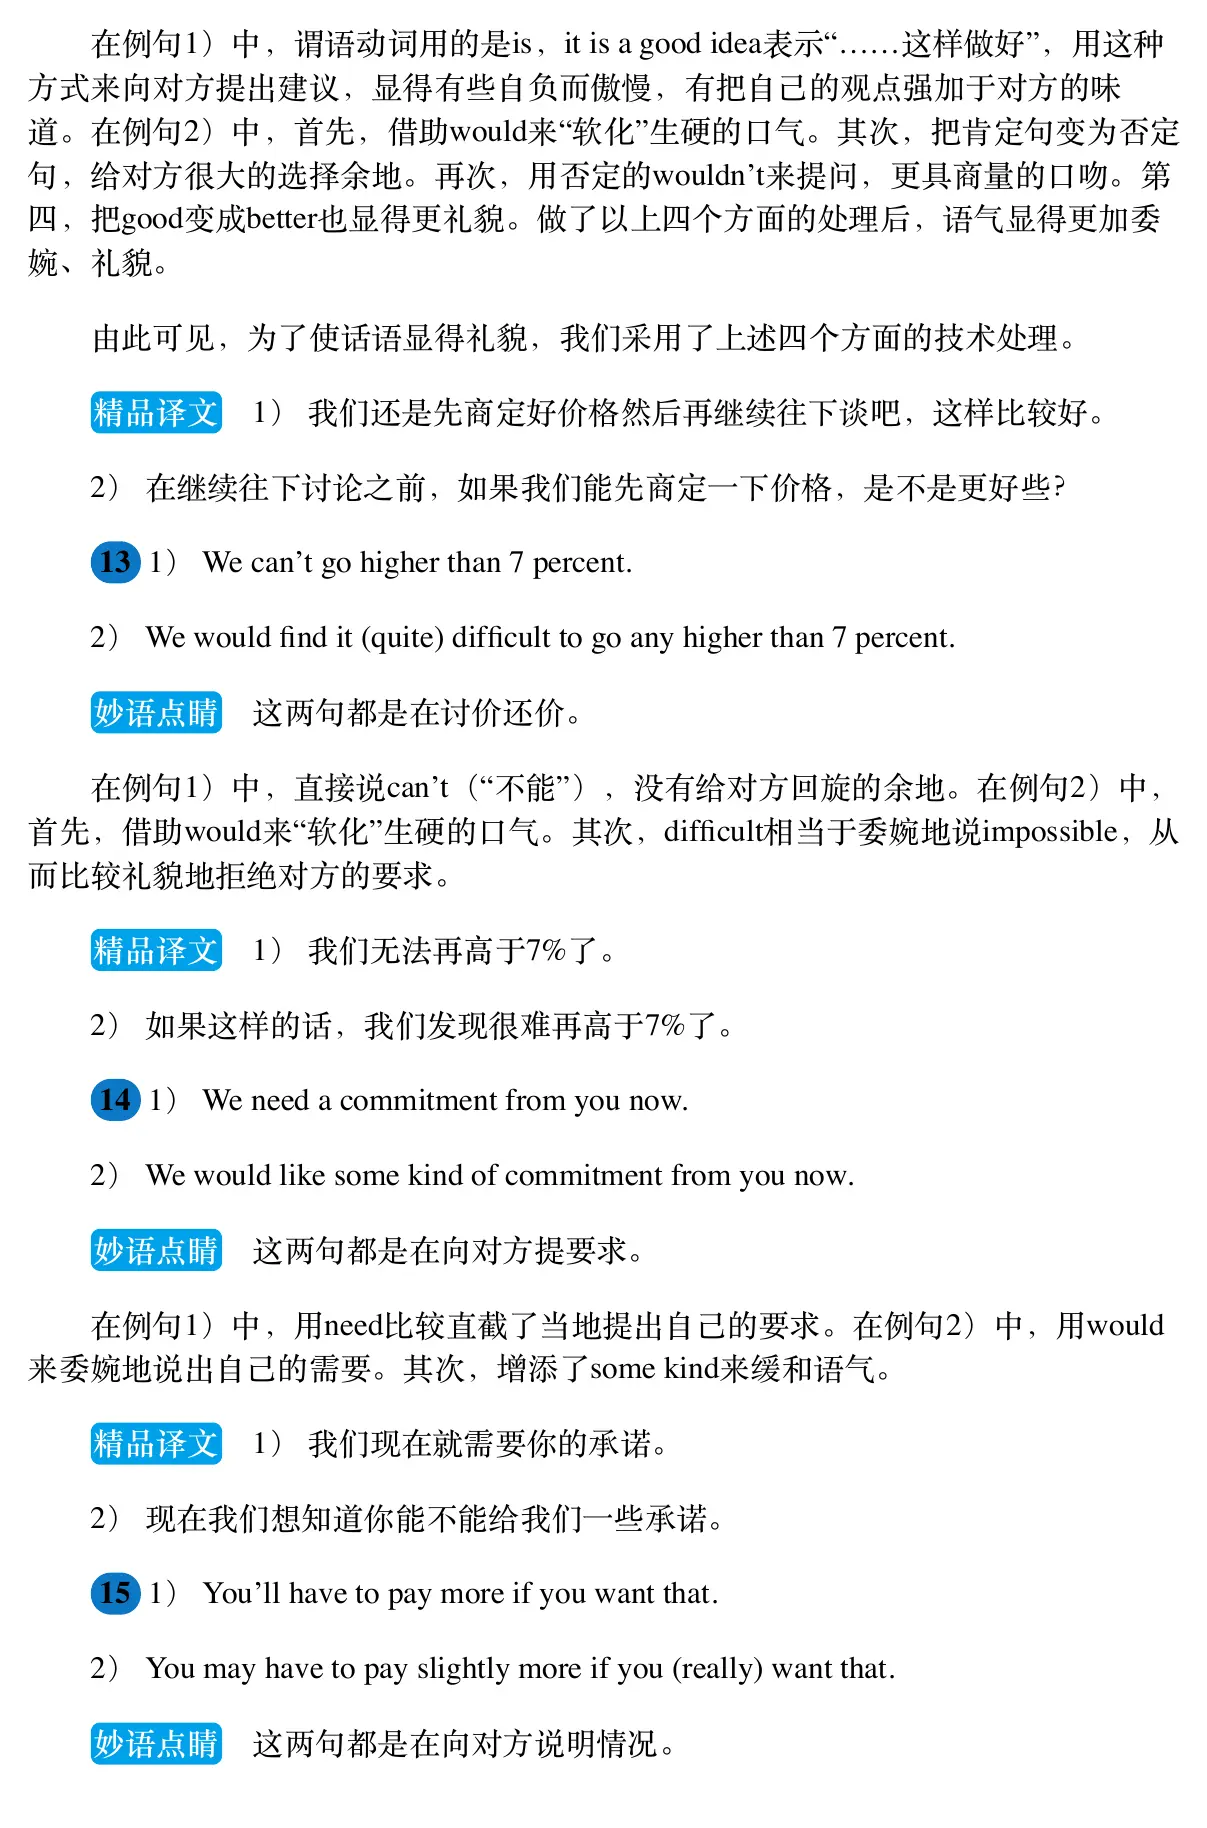 在例句1）中，谓语动词用的是is，it is a good idea表示“……这样做好”，用这种
方式来向对方提出建议，显得有些自负而傲慢，有把自己的观点强加于对方的味
道。在例句2）中，首先，借助would来“软化”生硬的口气。其次，把肯定句变为否定
句，给对方很大的选择余地。再次，用否定的wouldn’t来提问，更具商量的口吻。第
四，把good变成better也显得更礼貌。做了以上四个方面的处理后，语气显得更加委
婉、礼貌。
由此可见，为了使话语显得礼貌，我们采用了上述四个方面的技术处理。
精品译文 1） 我们还是先商定好价格然后再继续往下谈吧，这样比较好。
2） 在继续往下讨论之前，如果我们能先商定一下价格，是不是更好些？
13 1） We can’t go higher than 7 percent.
2） We would find it (quite) difficult to go any higher than 7 percent.
妙语点睛 这两句都是在讨价还价。
在例句1）中，直接说can’t（“不能”），没有给对方回旋的余地。在例句2）中，
首先，借助would来“软化”生硬的口气。其次，difficult相当于委婉地说impossible，从
而比较礼貌地拒绝对方的要求。
精品译文 1） 我们无法再高于7%了。
2） 如果这样的话，我们发现很难再高于7%了。
14 1） We need a commitment from you now.
2） We would like some kind of commitment from you now.
妙语点睛 这两句都是在向对方提要求。
在例句1）中，用need比较直截了当地提出自己的要求。在例句2）中，用would
来委婉地说出自己的需要。其次，增添了some kind来缓和语气。
精品译文 1） 我们现在就需要你的承诺。
2） 现在我们想知道你能不能给我们一些承诺。
15 1） You’ll have to pay more if you want that.
2） You may have to pay slightly more if you (really) want that.
妙语点睛 这两句都是在向对方说明情况。